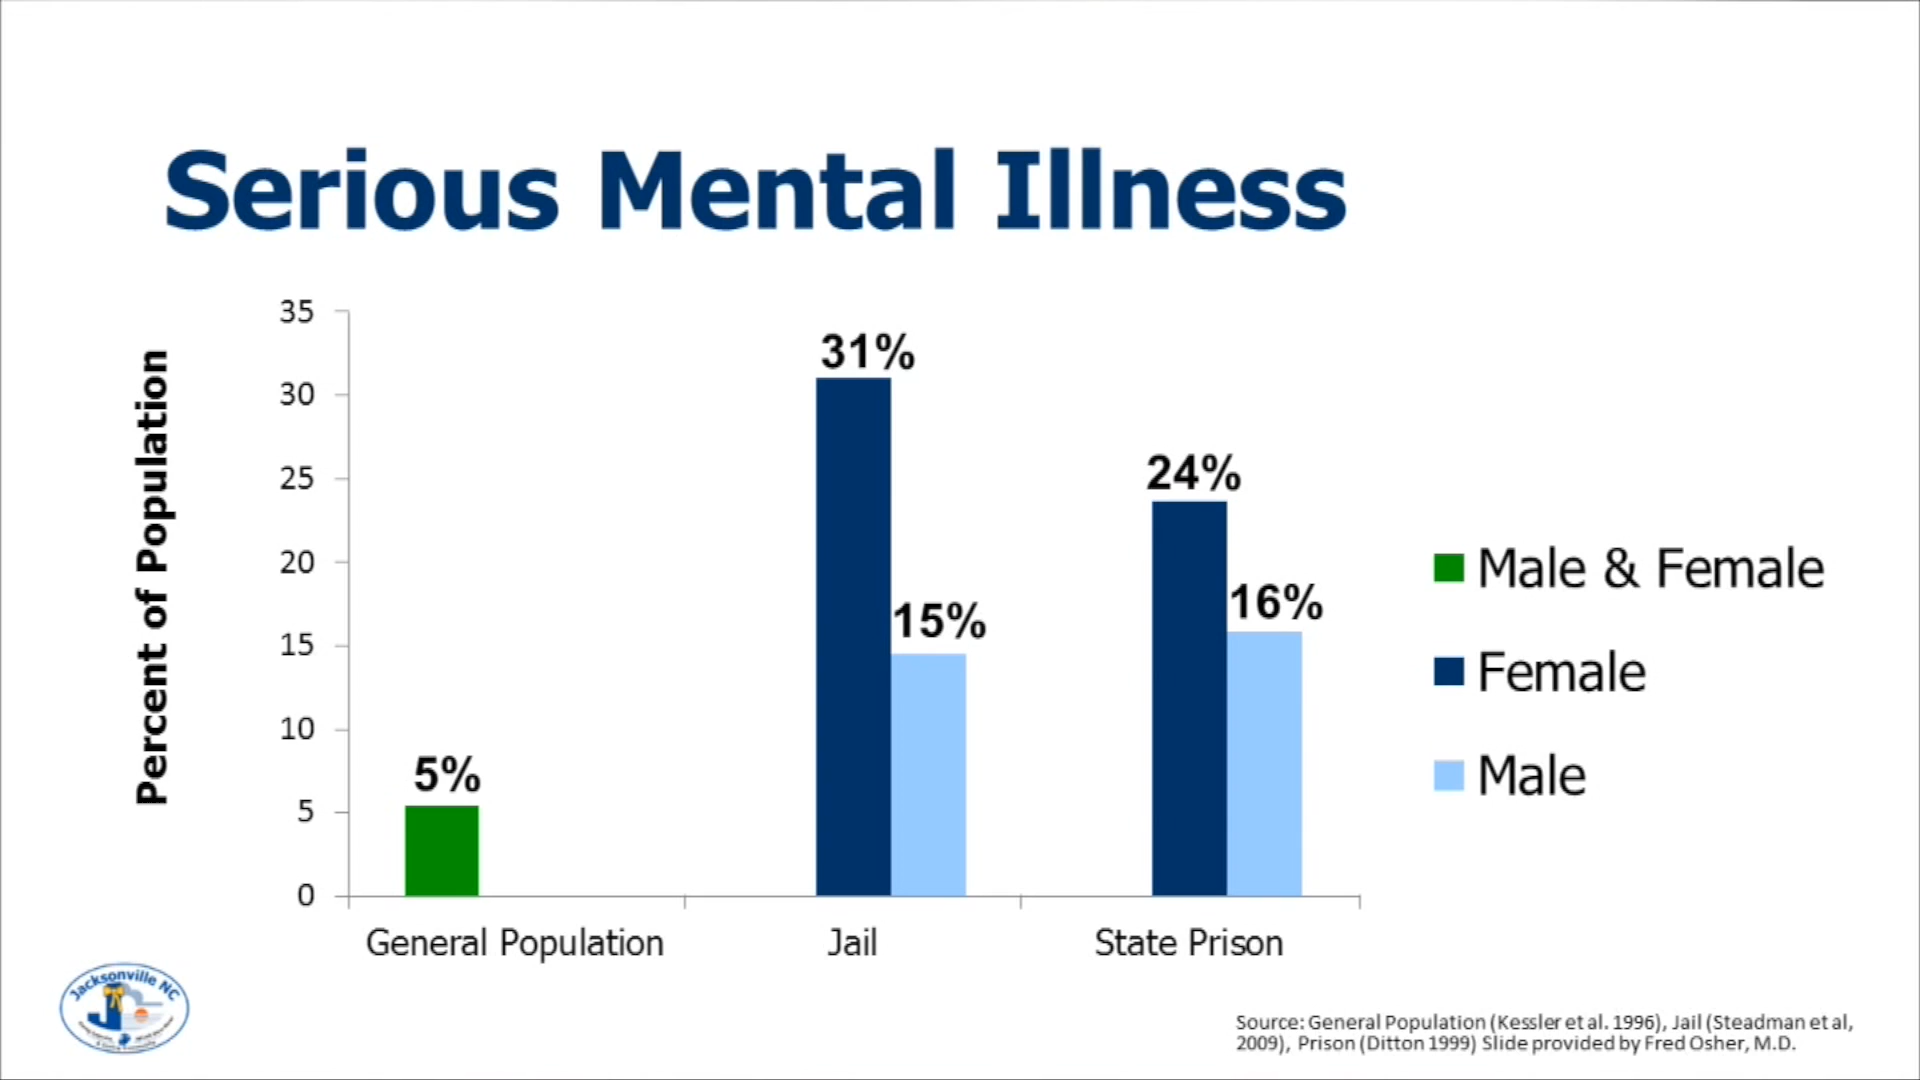 Serious Mental Illness
Percent of Population
35
30
25
20
15
10
5
0
5%
31%
15%
24%
16%
General Population
Jail
State Prison
Male & Female
Female
Male
Jacksonville NC
Source: General Population (Kessler et al. 1996), Jail (Steadman et al,
2009), Prison (Ditton 1999) Slide provided by Fred Osher, M.D.